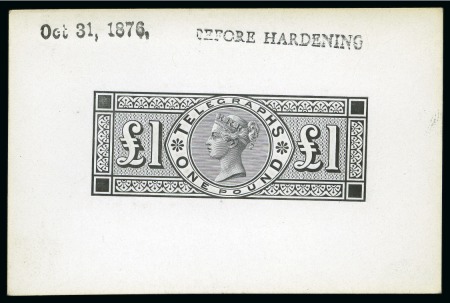 Oct 31, 1876.
BEFORE HARDENING
TELEGRAPHS
£1 £1
ONE POUND